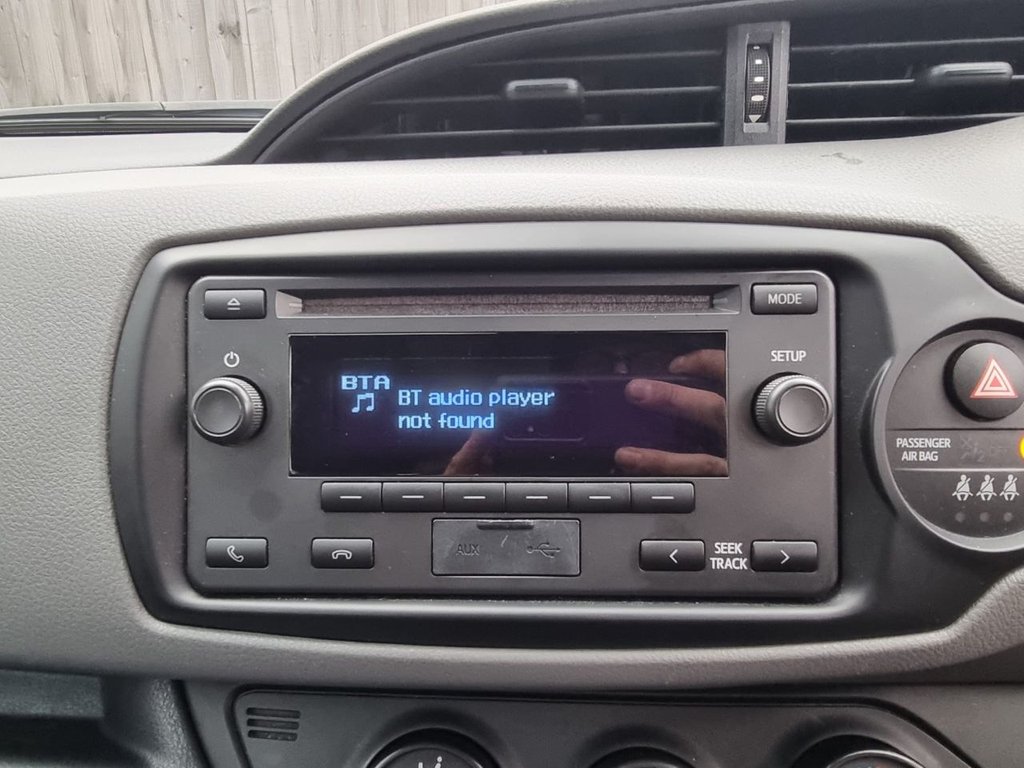 MODE
SETUP
BTA
BT audio player
not found
PASSENGER
AIR BAG
AUX
SEEK
TRACK